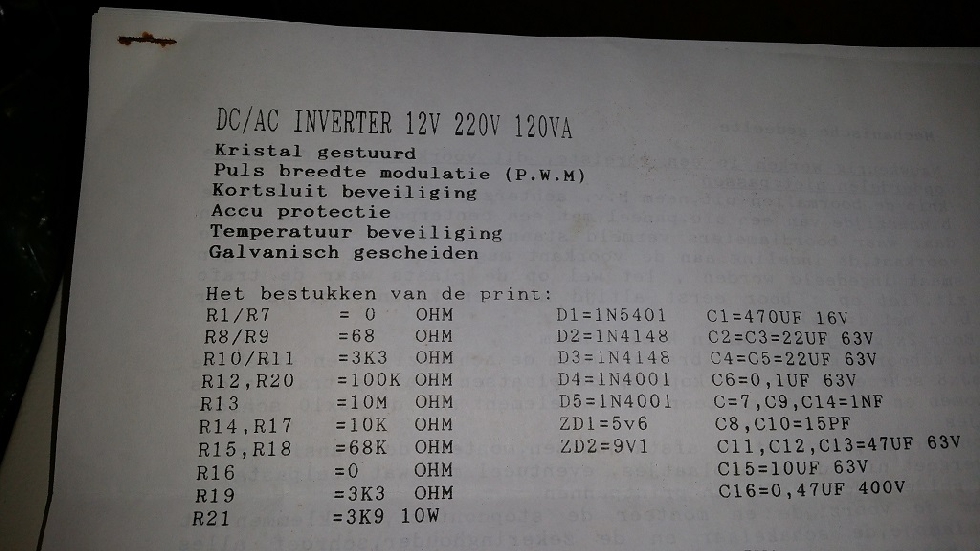 DC/AC INVERTER 12V 220V 120VA
Kristal gestuurd
Puls breedte modulatie (P.W.M)
Kortsluit beveiliging
Accu protectie
Temperatuur beveiliging
Galvanisch gescheiden
Het bestukken van de print:
R1/R7 = 0 OHM D1=1N5401 C1=470UF 16V
R8/R9 =68 OHM D2=1N4148 C2=C3=22UF 63V
R10/R11 =3K3 OHM D3=1N4148 C4=C5=22UF 63V
R12,R20 =100K OHM D4=1N4001 C6=0,1UF 63V
R13 =10M OHM D5=1N4001 C=7,C9,C14=1NF
R14,R17 =10K OHM ZD1=5v6 C8,C10=15PF
R15,R18 =68K OHM ZD2=9V1 C11,C12,C13=47UF 63V
R16 =0 OHM C15=10UF 63V
R19 =3K3 OHM C16=0,47UF 400V
R21 =3K9 10W